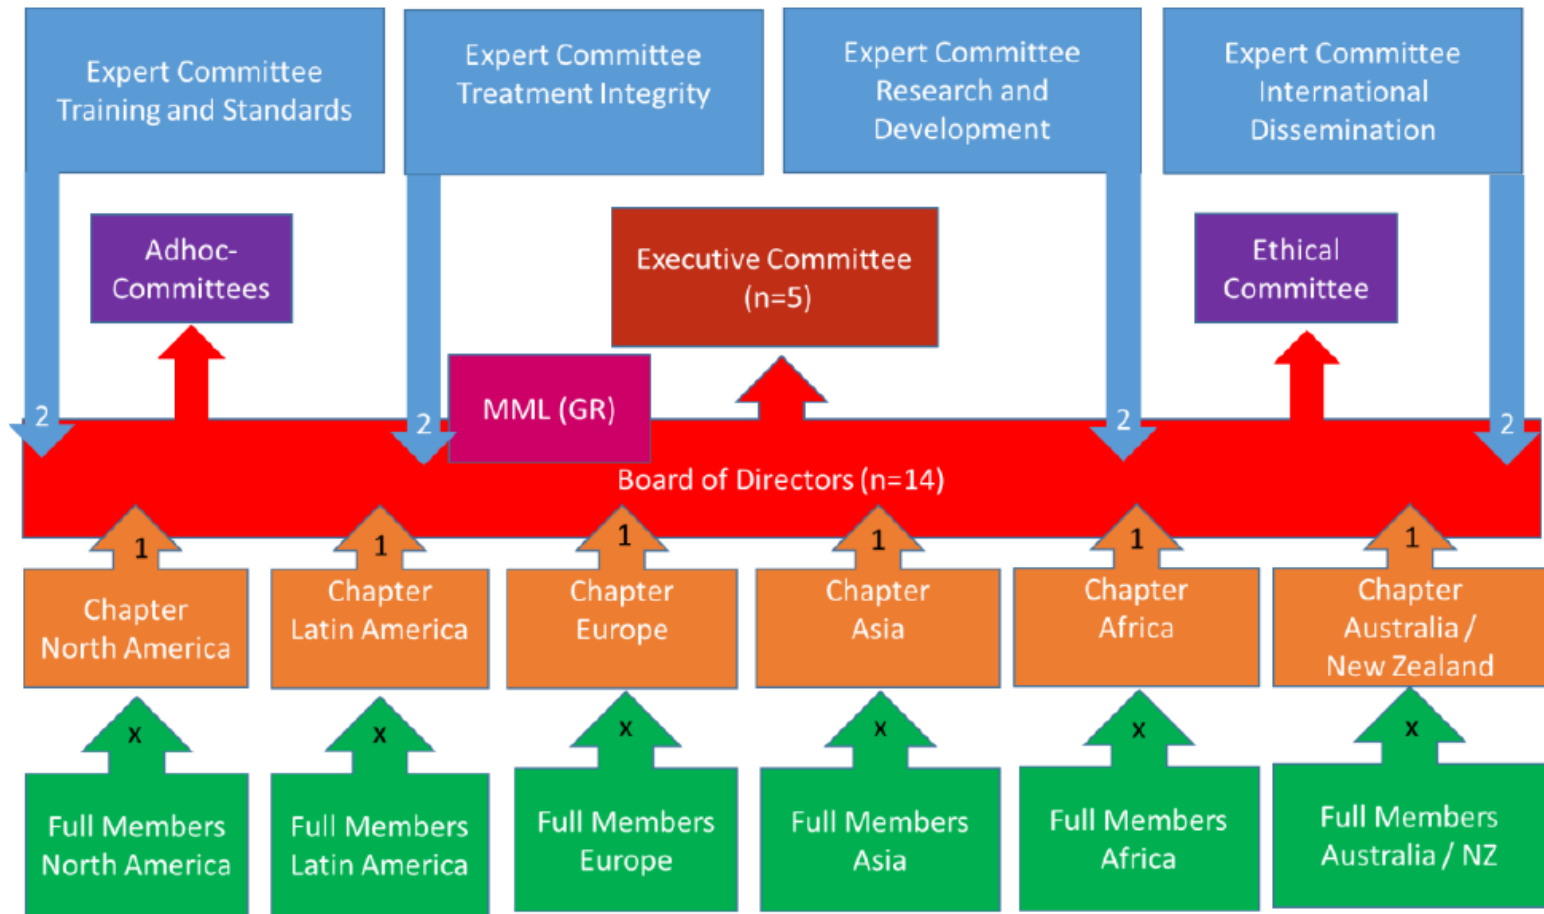 Expert Committee
Training and Standards
Expert Committee
Treatment Integrity
Expert Committee
Research and
Development
Expert Committee
International
Dissemination
Adhoc-
Committees
Executive Committee
(n=5)
Ethical
Committee
2
2
MML (GR)
2
2
Board of Directors (n=14)
1
1
1
1
1
1
Chapter
North America
Chapter
Latin America
Chapter
Europe
Chapter
Asia
Chapter
Africa
Chapter
Australia /
New Zealand
x
x
x
x
x
x
Full Members
North America
Full Members
Latin America
Full Members
Europe
Full Members
Asia
Full Members
Africa
Full Members
Australia / NZ